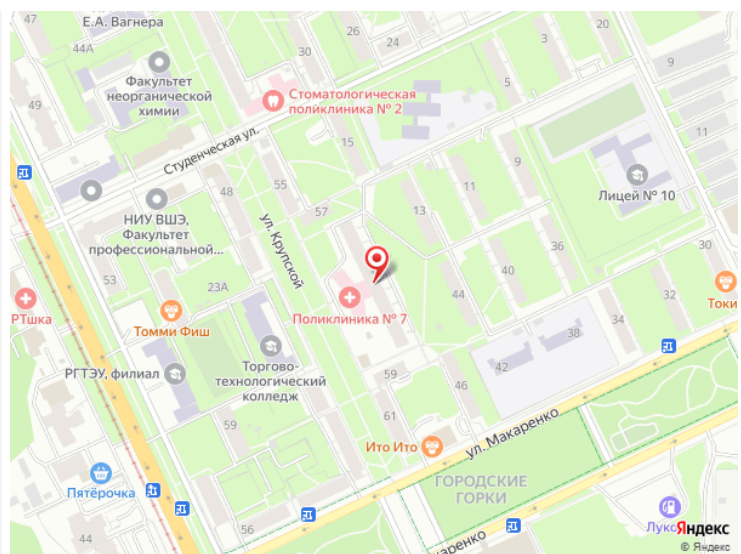 47
Е.А. Вагнера
44А
49
Факультет
неорганической
химии
30
26
24
3
20
9
Стоматологическая
поликлиника № 2
5
7
11
15
Студенческая ул.
НИУ ВШЭ,
Факультет
профессиональной...
48
55
57
9
11
13
Лицей № 10
53
23А
ул. Крупской
36
40
44
30
32
Токи
РТшка
Томми Фиш
Поликлиника № 7
34
38
42
РГТЭУ, филиал
Торгово-
технологический
колледж
59
46
59
61
Ито Ито
ул. Макаренко
Пятёрочка
ГОРОДСКИЕ
ГОРКИ
44
56
Яндекс
© Яндекс